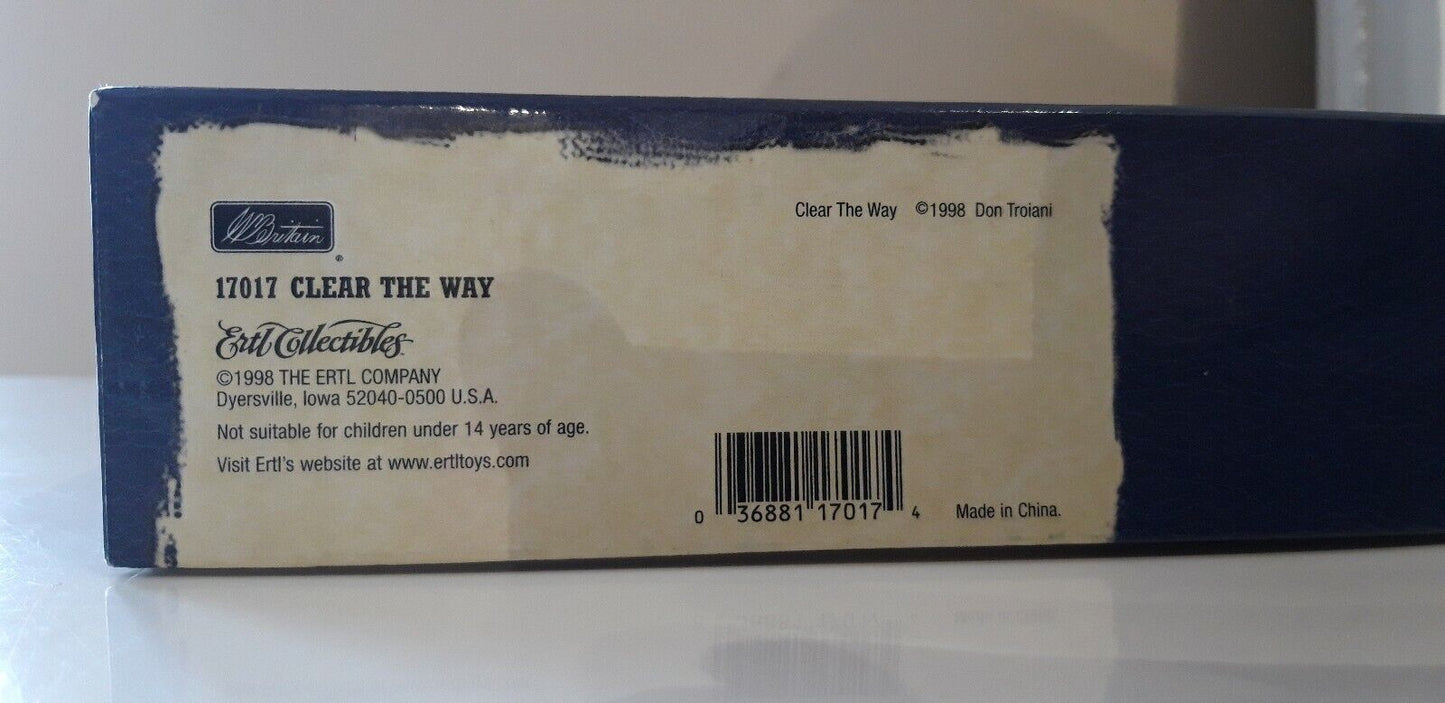 W Britain
®
Clear The Way ©1998 Don Troiani
17017 CLEAR THE WAY
Ertl Collectibles™
©1998 THE ERTL COMPANY
Dyersville, Iowa 52040-0500 U.S.A.
Not suitable for children under 14 years of age.
Visit Ertl's website at www.ertltoys.com
0 36881 17017 4
Made in China.